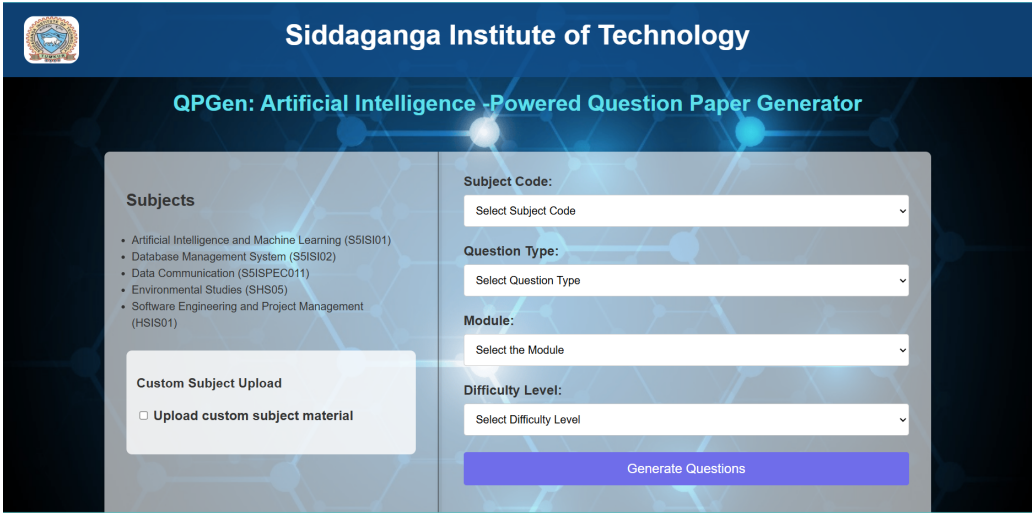 Siddaganga Institute of Technology
QPGen: Artificial Intelligence -Powered Question Paper Generator
Subjects
Artificial Intelligence and Machine Learning (S5ISI01)
Database Management System (S5ISI02)
Data Communication (S5ISPEC011)
Environmental Studies (SHS05)
Software Engineering and Project Management
(HSIS01)
Custom Subject Upload
Upload custom subject material
Subject Code:
Select Subject Code
Question Type:
Select Question Type
Module:
Select the Module
Difficulty Level:
Select Difficulty Level
Generate Questions